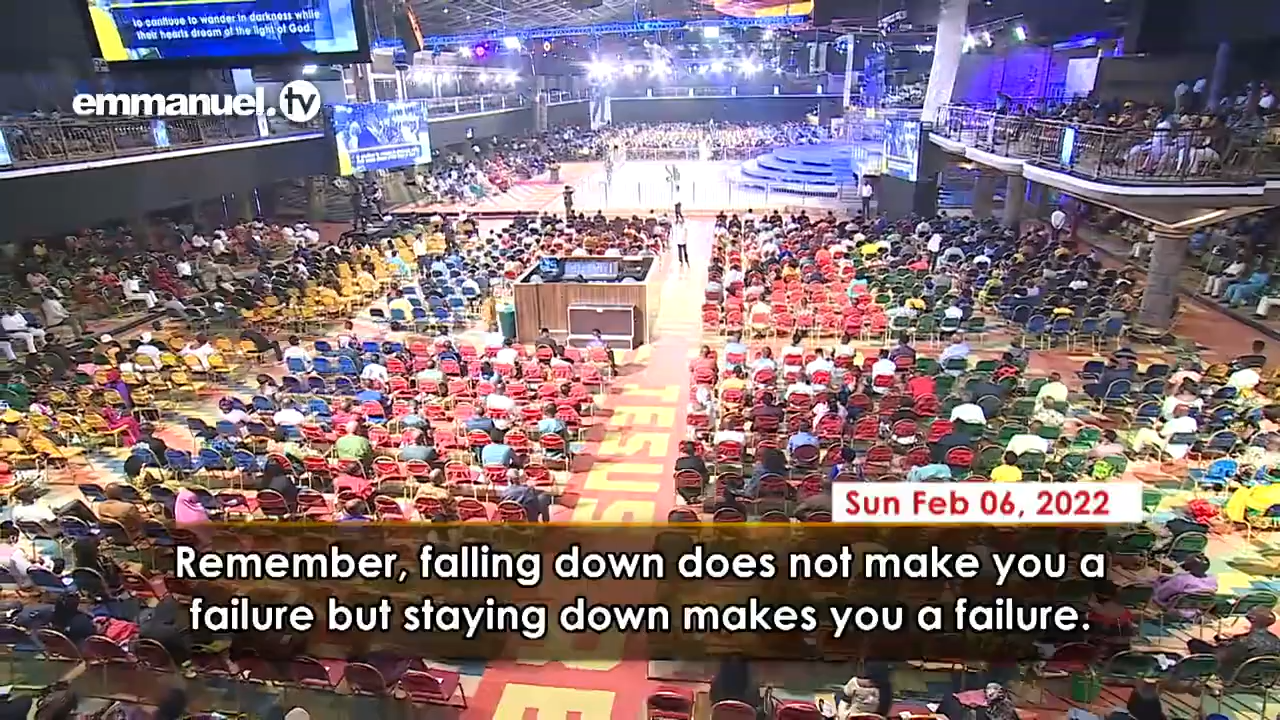 to continue to wander in darkness while
their hearts dream of the light of God.
emmanuel.tv
JESUS
Sun Feb 06, 2022
Remember, falling down does not make you a
failure but staying down makes you a failure.